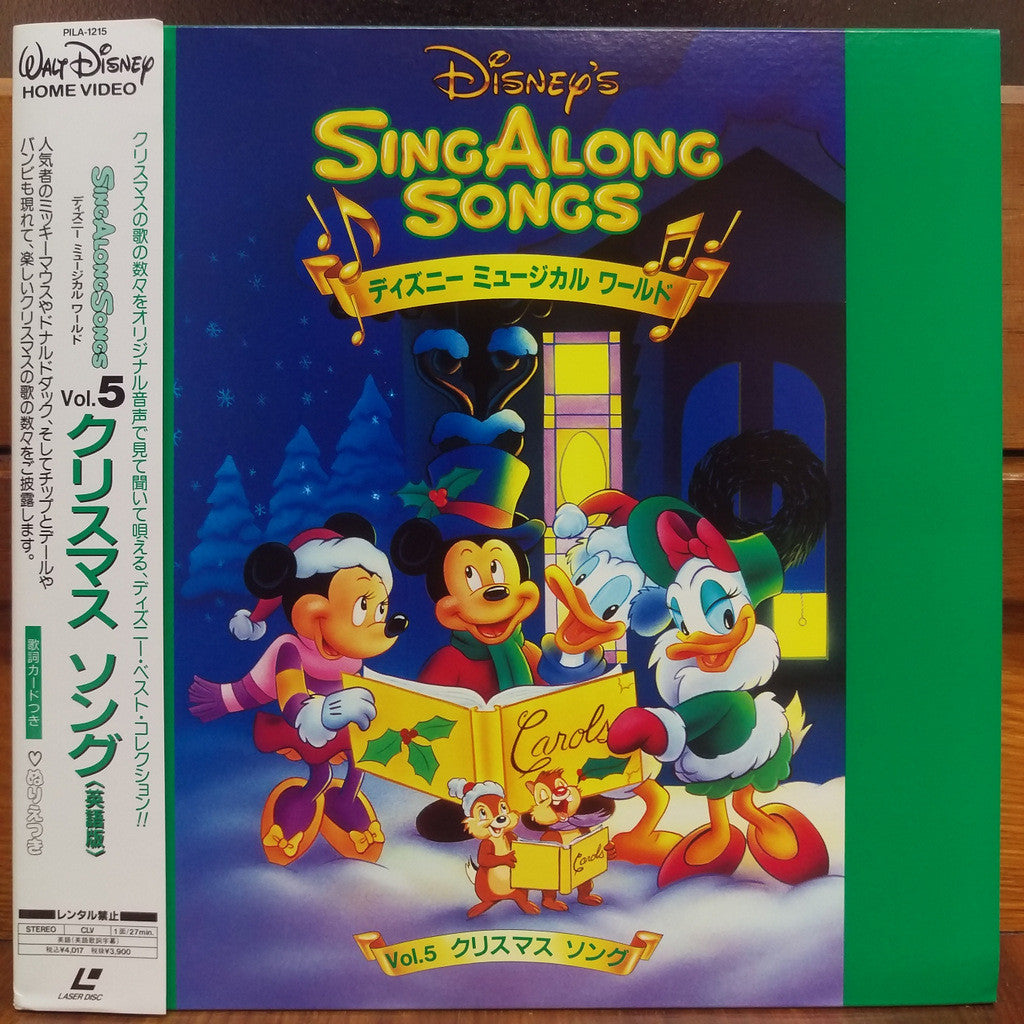 PILA-1215
WALT DISNEY
HOME VIDEO
クリスマスの歌の数々をオリジナル音声で見て聞いて唄える、ディズニー・ベスト・コレクション!!
SING ALONG SONGS
ディズニー ミュージカル ワールド
Vol.5
クリスマス ソング〈英語版〉
人気者のミッキーマウスやドナルドダック、そしてチップとデールや
バンビも現れて、楽しいクリスマスの歌の数々をご披露します。
歌詞カードつき
♡ぬりえつき
レンタル禁止
STEREO CLV 1面/27min.
英語(英語歌詞字幕)
税込¥4,017 税抜¥3,900
LASER DISC
DISNEY'S
SING ALONG
SONGS
ディズニー ミュージカル ワールド
Carols
Carols
Vol.5 クリスマス ソング